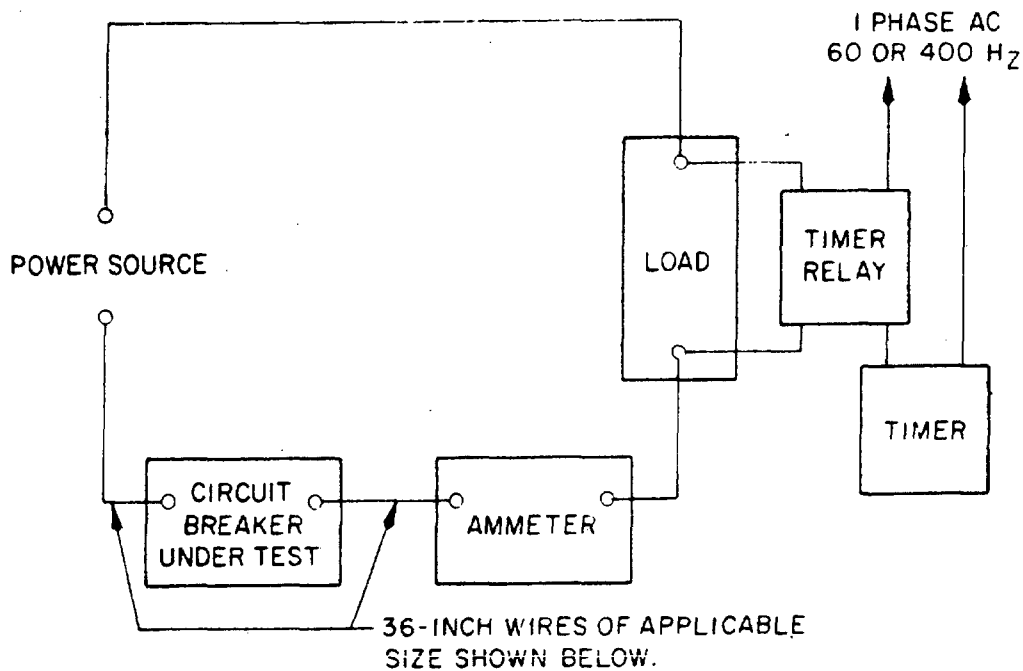 1 PHASE AC
60 OR 400 HZ
POWER SOURCE
LOAD
TIMER
RELAY
TIMER
CIRCUIT
BREAKER
UNDER TEST
AMMETER
36-INCH WIRES OF APPLICABLE
SIZE SHOWN BELOW.